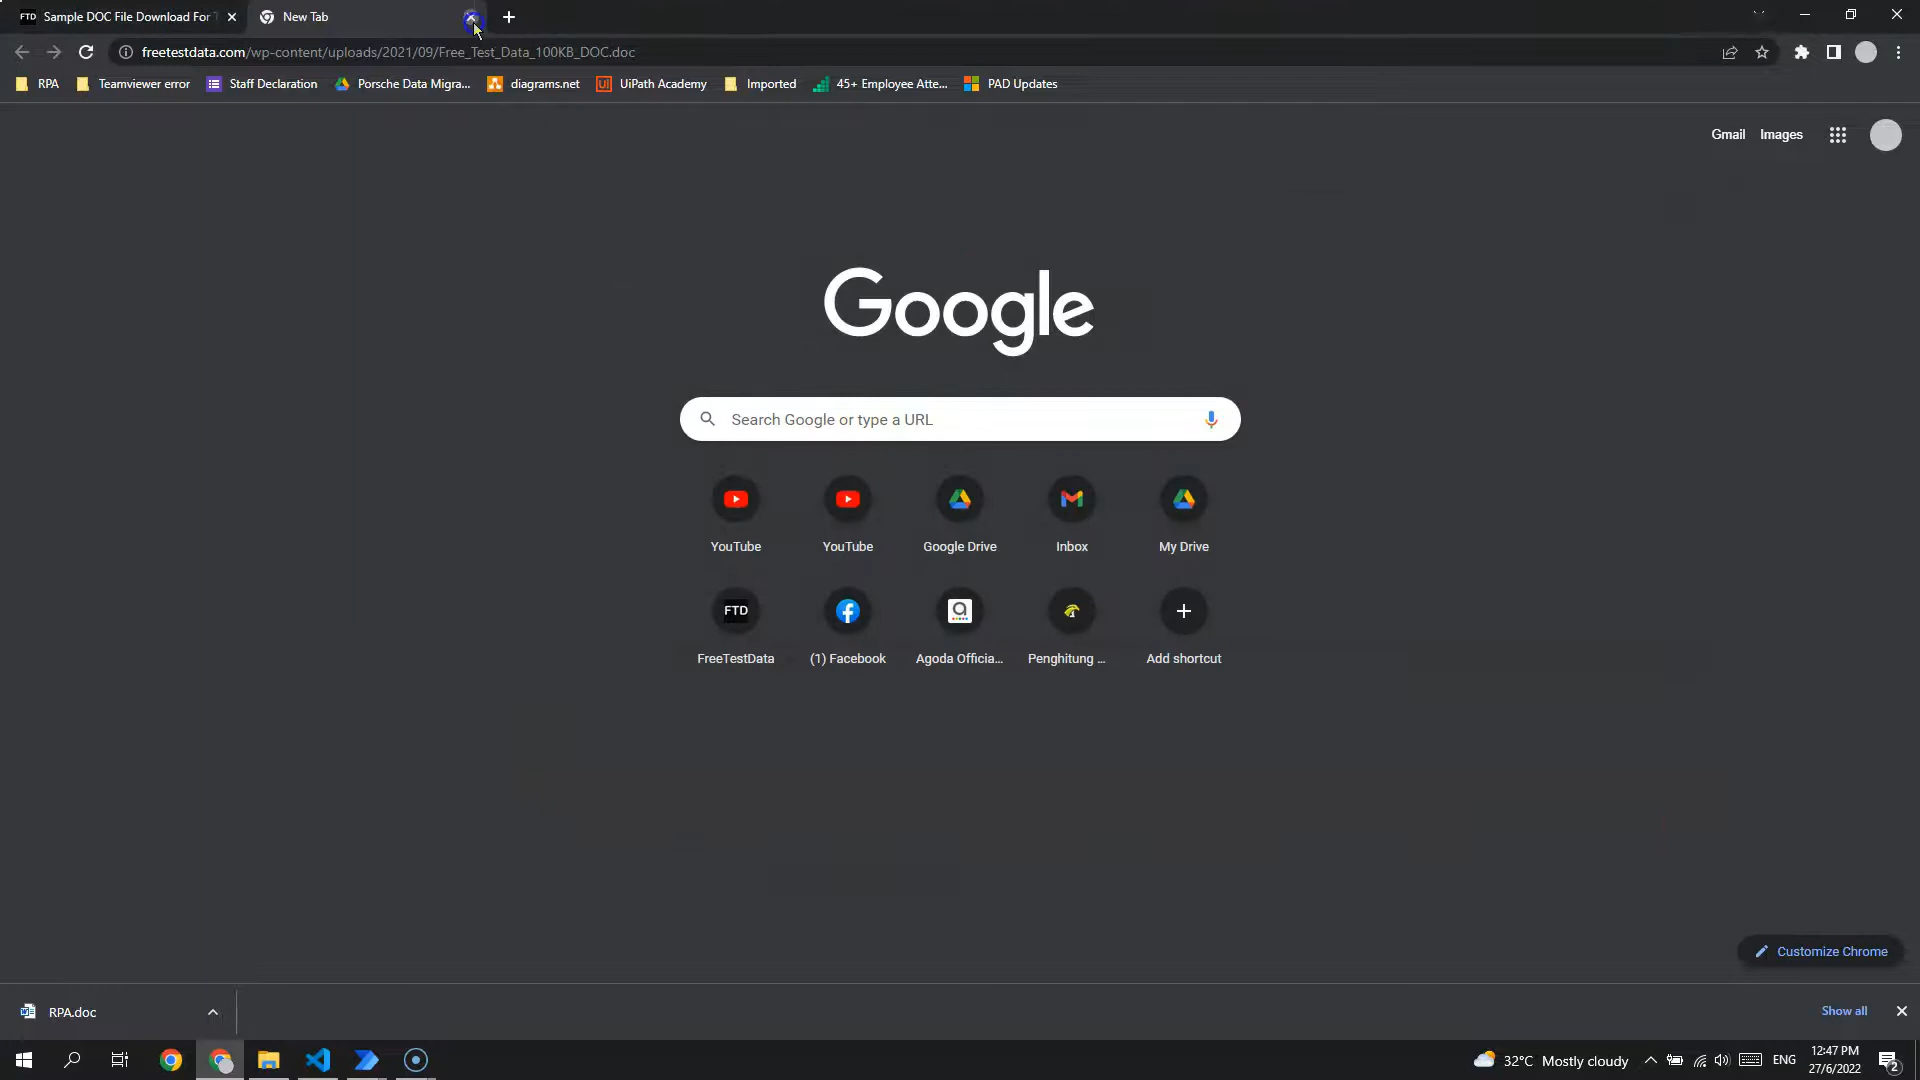 FTD Sample DOC File Download For T
New Tab
freetestdata.com/wp-content/uploads/2021/09/Free_Test_Data_100KB_DOC.doc
RPA
Teamviewer error
Staff Declaration
Porsche Data Migra...
diagrams.net
Ui UiPath Academy
Imported
45+ Employee Atte...
PAD Updates
Gmail Images
Google
Search Google or type a URL
YouTube YouTube Google Drive Inbox My Drive
FTD
FreeTestData (1) Facebook Agoda Officia... Penghitung ... Add shortcut
Customize Chrome
RPA.doc
Show all
32°C Mostly cloudy
ENG
12:47 PM
27/6/2022
2